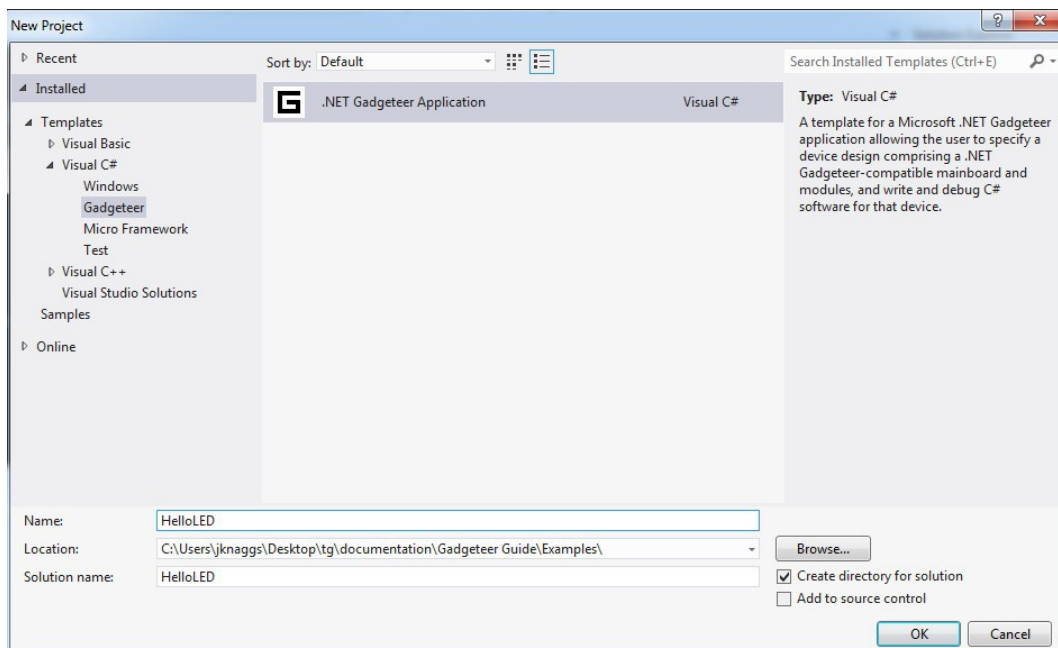 New Project
Recent
Installed
Templates
Visual Basic
Visual C#
Windows
Gadgeteer
Micro Framework
Test
Visual C++
Visual Studio Solutions
Samples
Online
Sort by: Default
.NET Gadgeteer Application Visual C#
Search Installed Templates (Ctrl+E)
Type: Visual C#
A template for a Microsoft .NET Gadgeteer
application allowing the user to specify a
device design comprising a .NET
Gadgeteer-compatible mainboard and
modules, and write and debug C#
software for that device.
Name: HelloLED
Location: C:\Users\jknaggs\Desktop\tg\documentation\Gadgeteer Guide\Examples\
Browse...
Solution name: HelloLED
Create directory for solution
Add to source control
OK Cancel